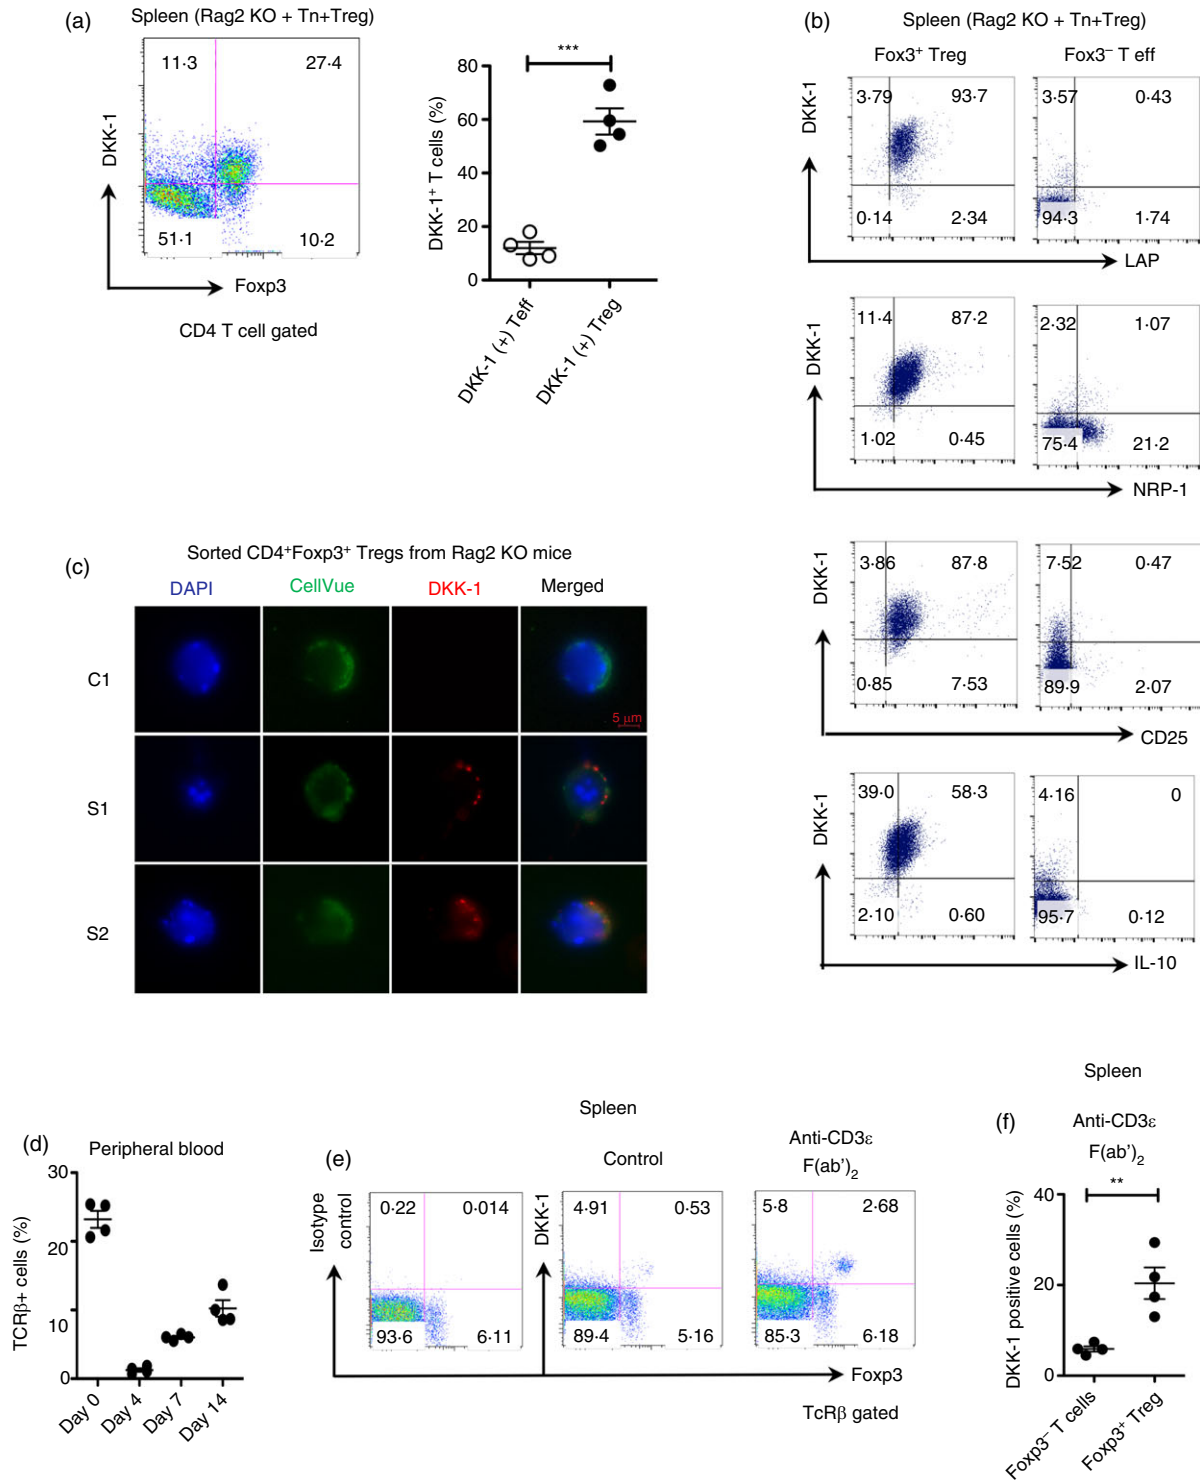 (a)
Spleen (Rag2 KO + Tn+Treg)
11·3
27·4
51·1
10·2
DKK-1
Foxp3
CD4 T cell gated
***
80
60
40
20
0
DKK-1⁺ T cells (%)
DKK-1 (+) Teff
DKK-1 (+) Treg
(b)
Spleen (Rag2 KO + Tn+Treg)
Fox3⁺ Treg
Fox3⁻ T eff
DKK-1
3·79
93·7
0·14
2·34
3·57
0·43
94·3
1·74
LAP
DKK-1
11·4
87·2
1·02
0·45
2·32
1·07
75·4
21·2
NRP-1
DKK-1
3·86
87·8
0·85
7·53
7·52
0·47
89·9
2·07
CD25
DKK-1
39·0
58·3
2·10
0·60
4·16
0
95·7
0·12
IL-10
(c)
Sorted CD4⁺Foxp3⁺ Tregs from Rag2 KO mice
DAPI
CellVue
DKK-1
Merged
C1
5 μm
S1
S2
(d)
Peripheral blood
30
20
10
0
TCRβ+ cells (%)
Day 0
Day 4
Day 7
Day 14
(e)
Spleen
Control
Anti-CD3ε
F(ab')₂
Isotype
control
0·22
0·014
93·6
6·11
DKK-1
4·91
0·53
89·4
5·16
5·8
2·68
85·3
6·18
Foxp3
TcRβ gated
(f)
Spleen
Anti-CD3ε
F(ab')₂
**
40
20
0
DKK-1 positive cells (%)
Foxp3⁻ T cells
Foxp3⁺ Treg